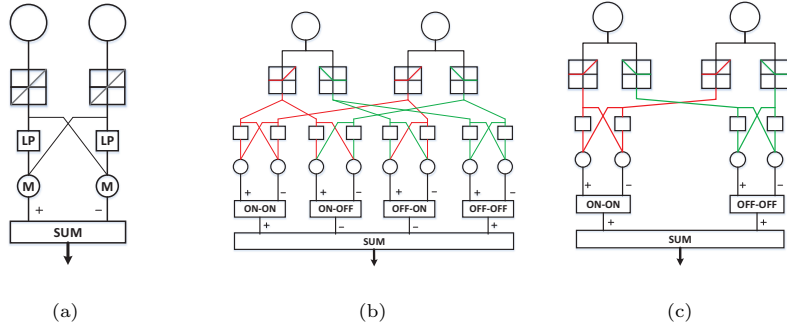 LP LP
M M
+ −
SUM
+ − + − + − + −
ON-ON ON-OFF OFF-ON OFF-OFF
+ − − +
SUM
+ − + −
ON-ON OFF-OFF
+ +
SUM
(a) (b) (c)